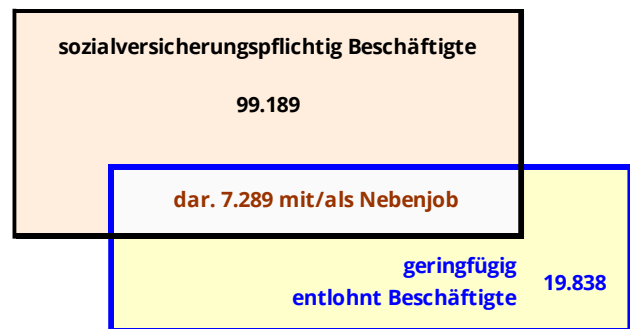 sozialversicherungspflichtig Beschäftigte
99.189
dar. 7.289 mit/als Nebenjob
geringfügig
entlohnt Beschäftigte
19.838